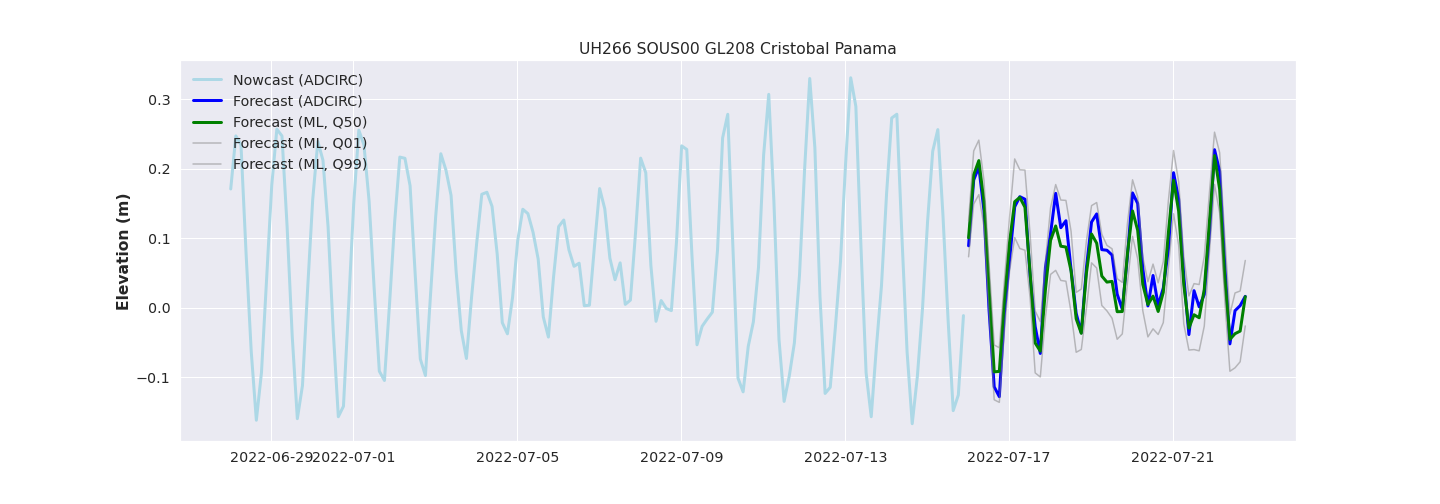 UH266 SOUS00 GL208 Cristobal Panama
Nowcast (ADCIRC)
Forecast (ADCIRC)
Forecast (ML, Q50)
Forecast (ML, Q01)
Forecast (ML, Q99)
Elevation (m)
0.3
0.2
0.1
0.0
−0.1
2022-06-29
2022-07-01
2022-07-05
2022-07-09
2022-07-13
2022-07-17
2022-07-21